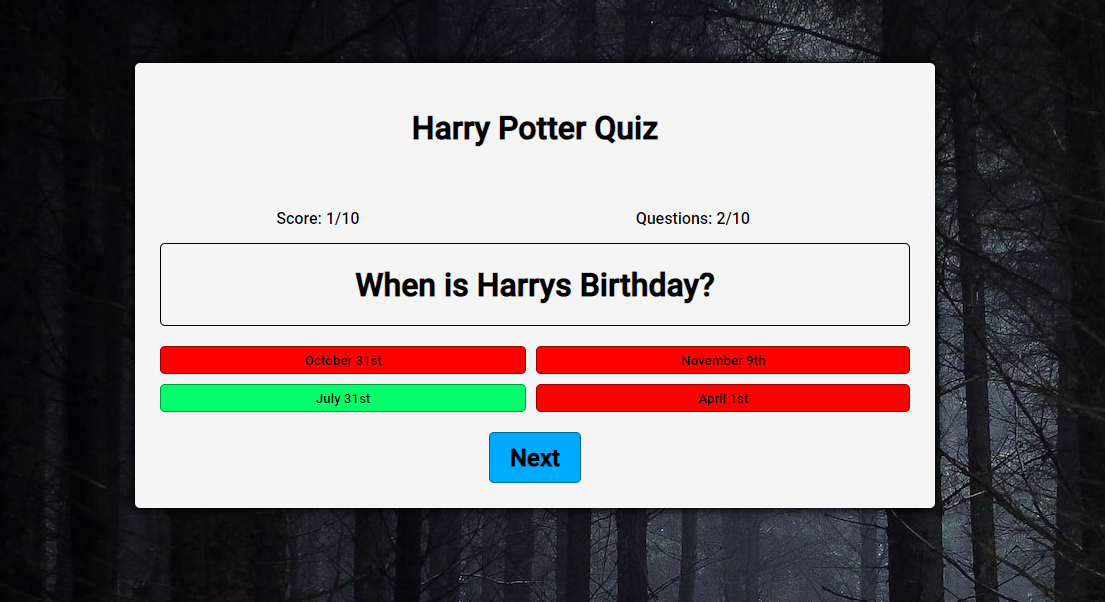 Harry Potter Quiz
Score: 1/10 Questions: 2/10
When is Harrys Birthday?
October 31st November 9th
July 31st April 1st
Next